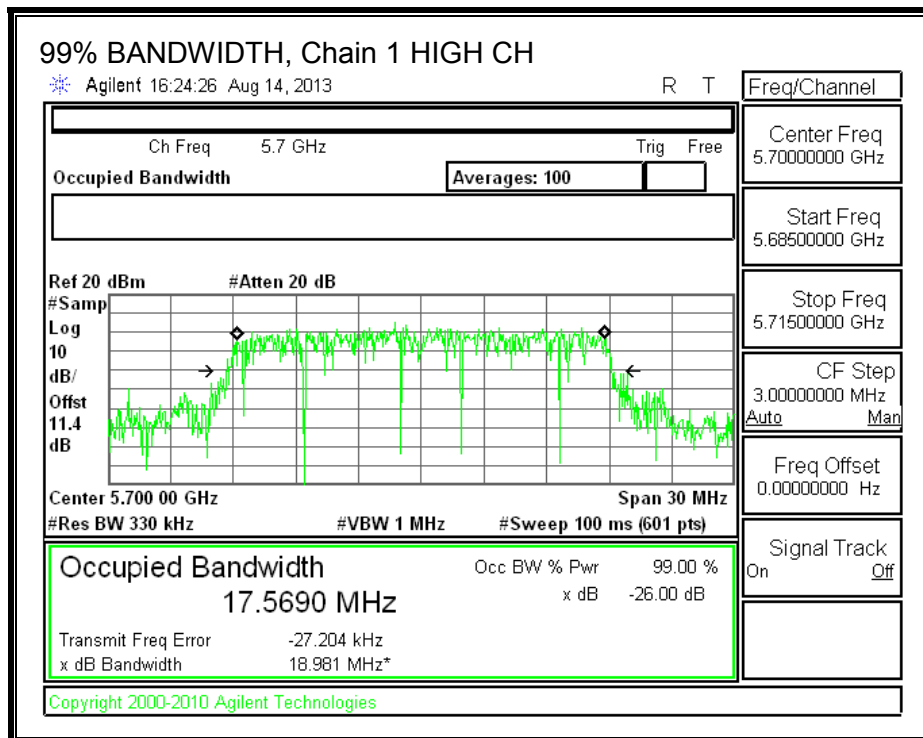 99% BANDWIDTH, Chain 1 HIGH CH
Agilent 16:24:26 Aug 14, 2013 R T
Ch Freq 5.7 GHz Trig Free
Occupied Bandwidth Averages: 100
Ref 20 dBm #Atten 20 dB
#Samp
Log
10
dB/
Offst
11.4
dB
Center 5.700 00 GHz Span 30 MHz
#Res BW 330 kHz #VBW 1 MHz #Sweep 100 ms (601 pts)
Occupied Bandwidth Occ BW % Pwr 99.00 %
17.5690 MHz x dB -26.00 dB
Transmit Freq Error -27.204 kHz
x dB Bandwidth 18.981 MHz*
Copyright 2000-2010 Agilent Technologies
Freq/Channel
Center Freq
5.70000000 GHz
Start Freq
5.68500000 GHz
Stop Freq
5.71500000 GHz
CF Step
3.00000000 MHz
Auto Man
Freq Offset
0.00000000 Hz
Signal Track
On Off